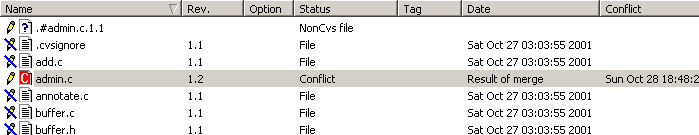 Name Rev. Option Status Tag Date Conflict
? .#admin.c.1.1 NonCvs file
.cvsignore 1.1 File Sat Oct 27 03:03:55 2001
add.c 1.1 File Sat Oct 27 03:03:55 2001
C admin.c 1.2 Conflict Result of merge Sun Oct 28 18:48:2
annotate.c 1.1 File Sat Oct 27 03:03:55 2001
buffer.c 1.1 File Sat Oct 27 03:03:55 2001
buffer.h 1.1 File Sat Oct 27 03:03:55 2001